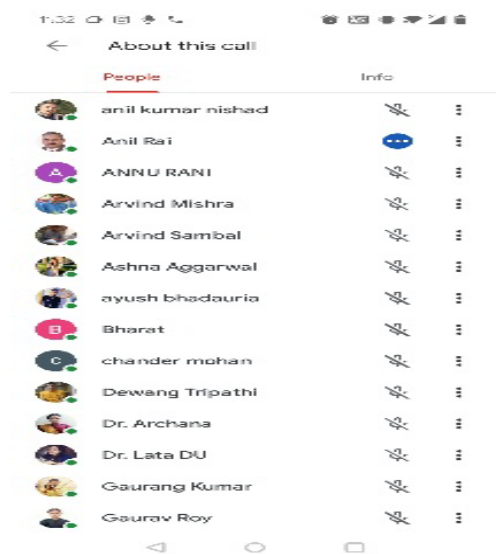 1:32
About this call
People Info
anil kumar nishad
Anil Rai
A ANNU RANI
Arvind Mishra
Arvind Sambal
Ashna Aggarwal
ayush bhadauria
B Bharat
C chander mohan
Dewang Tripathi
Dr. Archana
Dr. Lata DU
Gaurang Kumar
Gaurav Roy